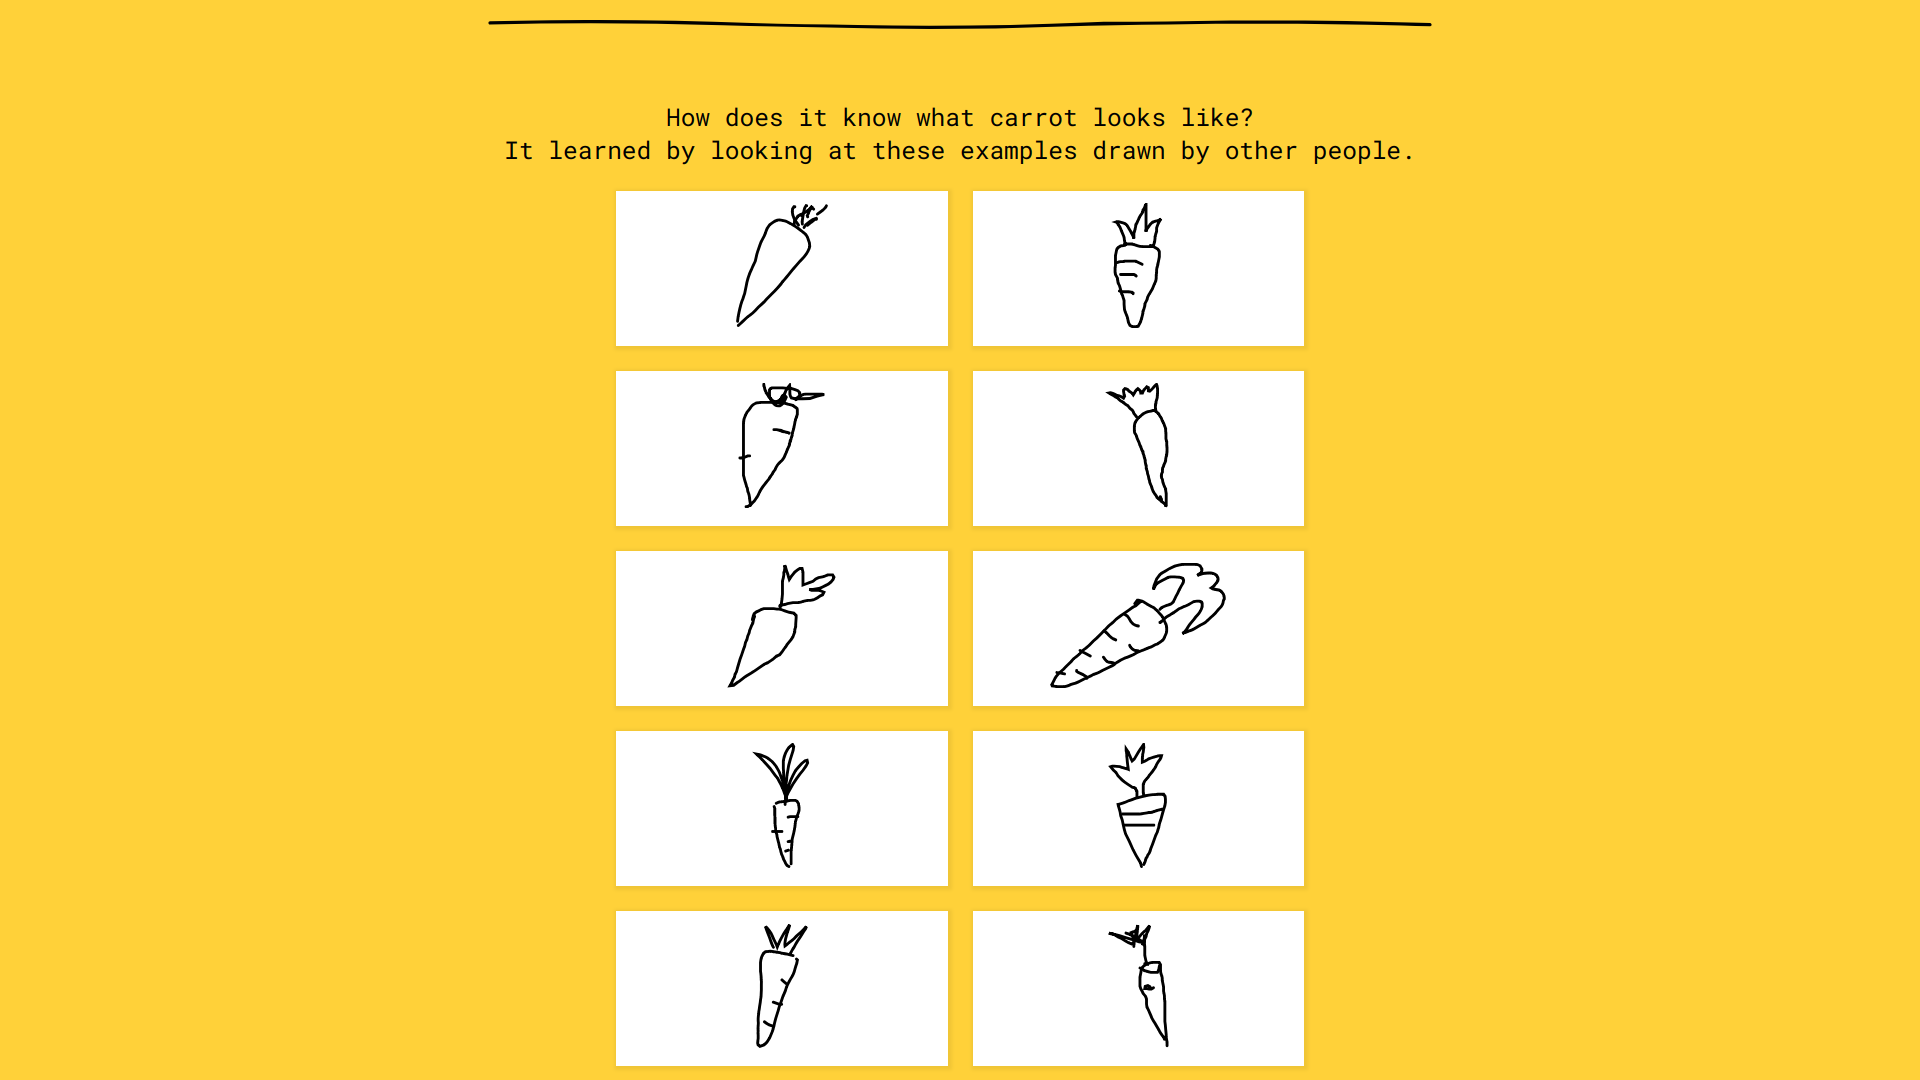 How does it know what carrot looks like?
It learned by looking at these examples drawn by other people.